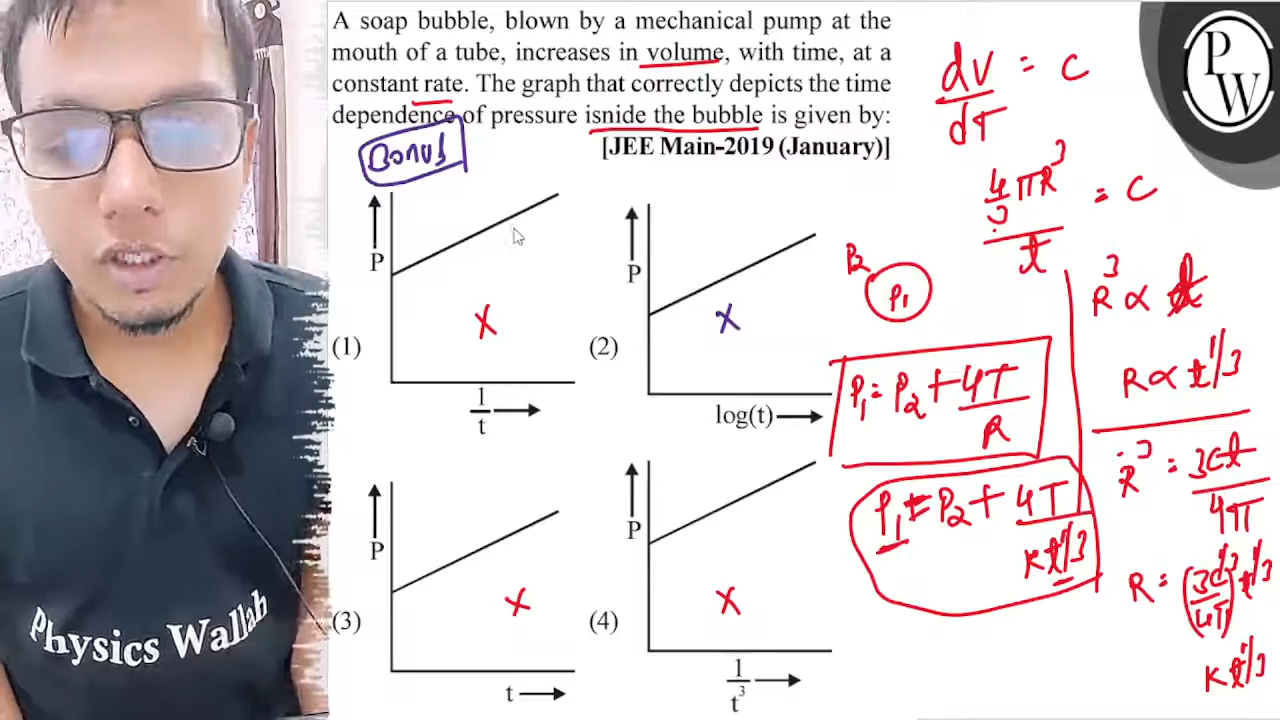 A soap bubble, blown by a mechanical pump at the
mouth of a tube, increases in volume, with time, at a
constant rate. The graph that correctly depicts the time
dependence of pressure isnide the bubble is given by:
[JEE Main-2019 (January)]
Bonus
P
1/t
(1)
X
P
log(t)
(2)
X
P
t
(3)
X
P
1/t³
(4)
X
dV/dT = C
4/3 πR³ / t = C
P₂
P₁
P₁ = P₂ + 4T/R
P₁ = P₂ + 4T/Kt^1/3
R³ ∝ t
R ∝ t^1/3
R³ = 3Ct/4π
R = (3C/4π)^1/3 t^1/3
Kt^1/3
P
W
Physics Wallah